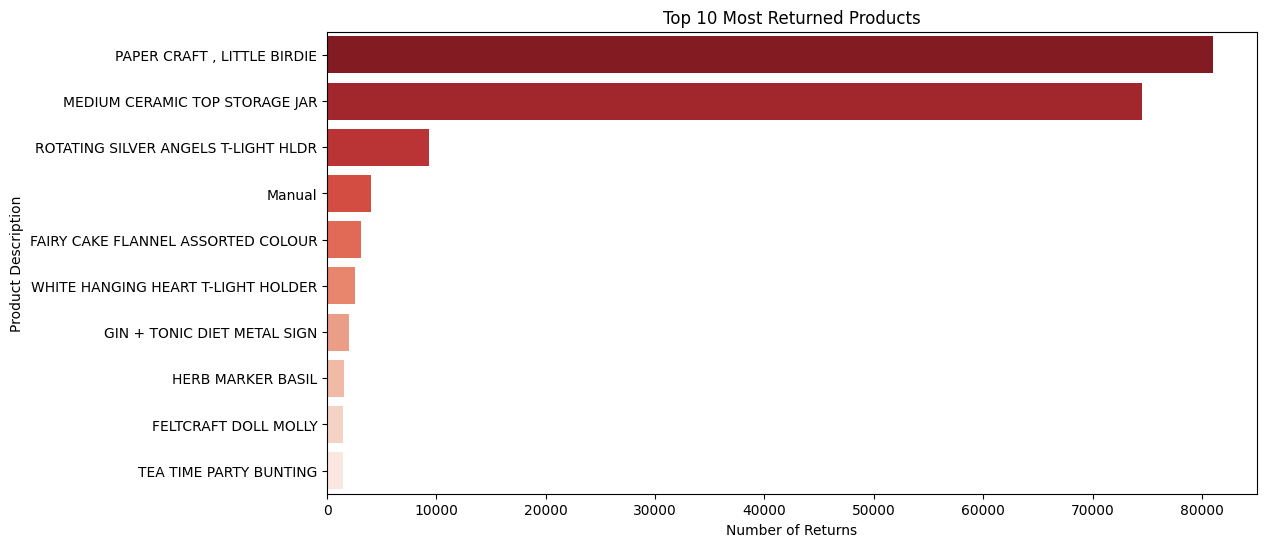 Top 10 Most Returned Products
PAPER CRAFT , LITTLE BIRDIE
MEDIUM CERAMIC TOP STORAGE JAR
ROTATING SILVER ANGELS T-LIGHT HLDR
Manual
FAIRY CAKE FLANNEL ASSORTED COLOUR
WHITE HANGING HEART T-LIGHT HOLDER
GIN + TONIC DIET METAL SIGN
HERB MARKER BASIL
FELTCRAFT DOLL MOLLY
TEA TIME PARTY BUNTING
Product Description
0 10000 20000 30000 40000 50000 60000 70000 80000
Number of Returns